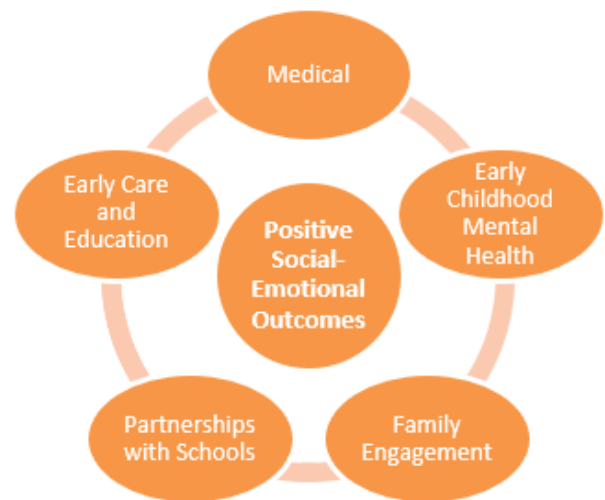 Medical
Early
Childhood
Mental
Health
Early Care
and
Education
Positive
Social-
Emotional
Outcomes
Partnerships
with Schools
Family
Engagement